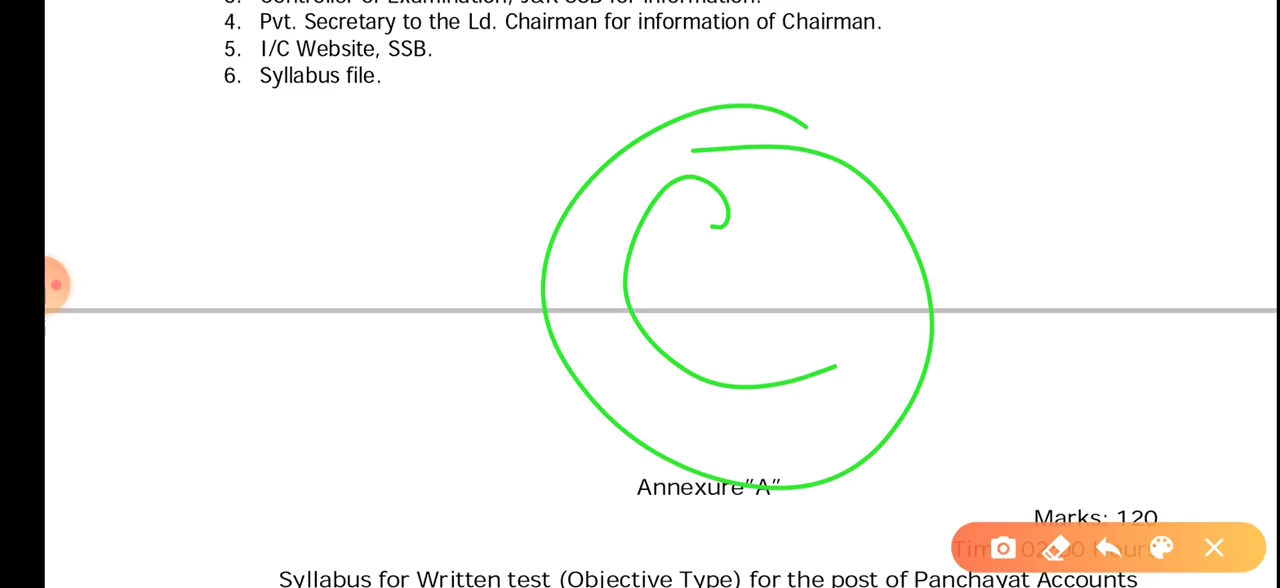 4. Pvt. Secretary to the Ld. Chairman for information of Chairman.
5. I/C Website, SSB.
6. Syllabus file.
C
Annexure"A"
Marks: 120
Syllabus for Written test (Objective Type) for the post of Panchayat Accounts